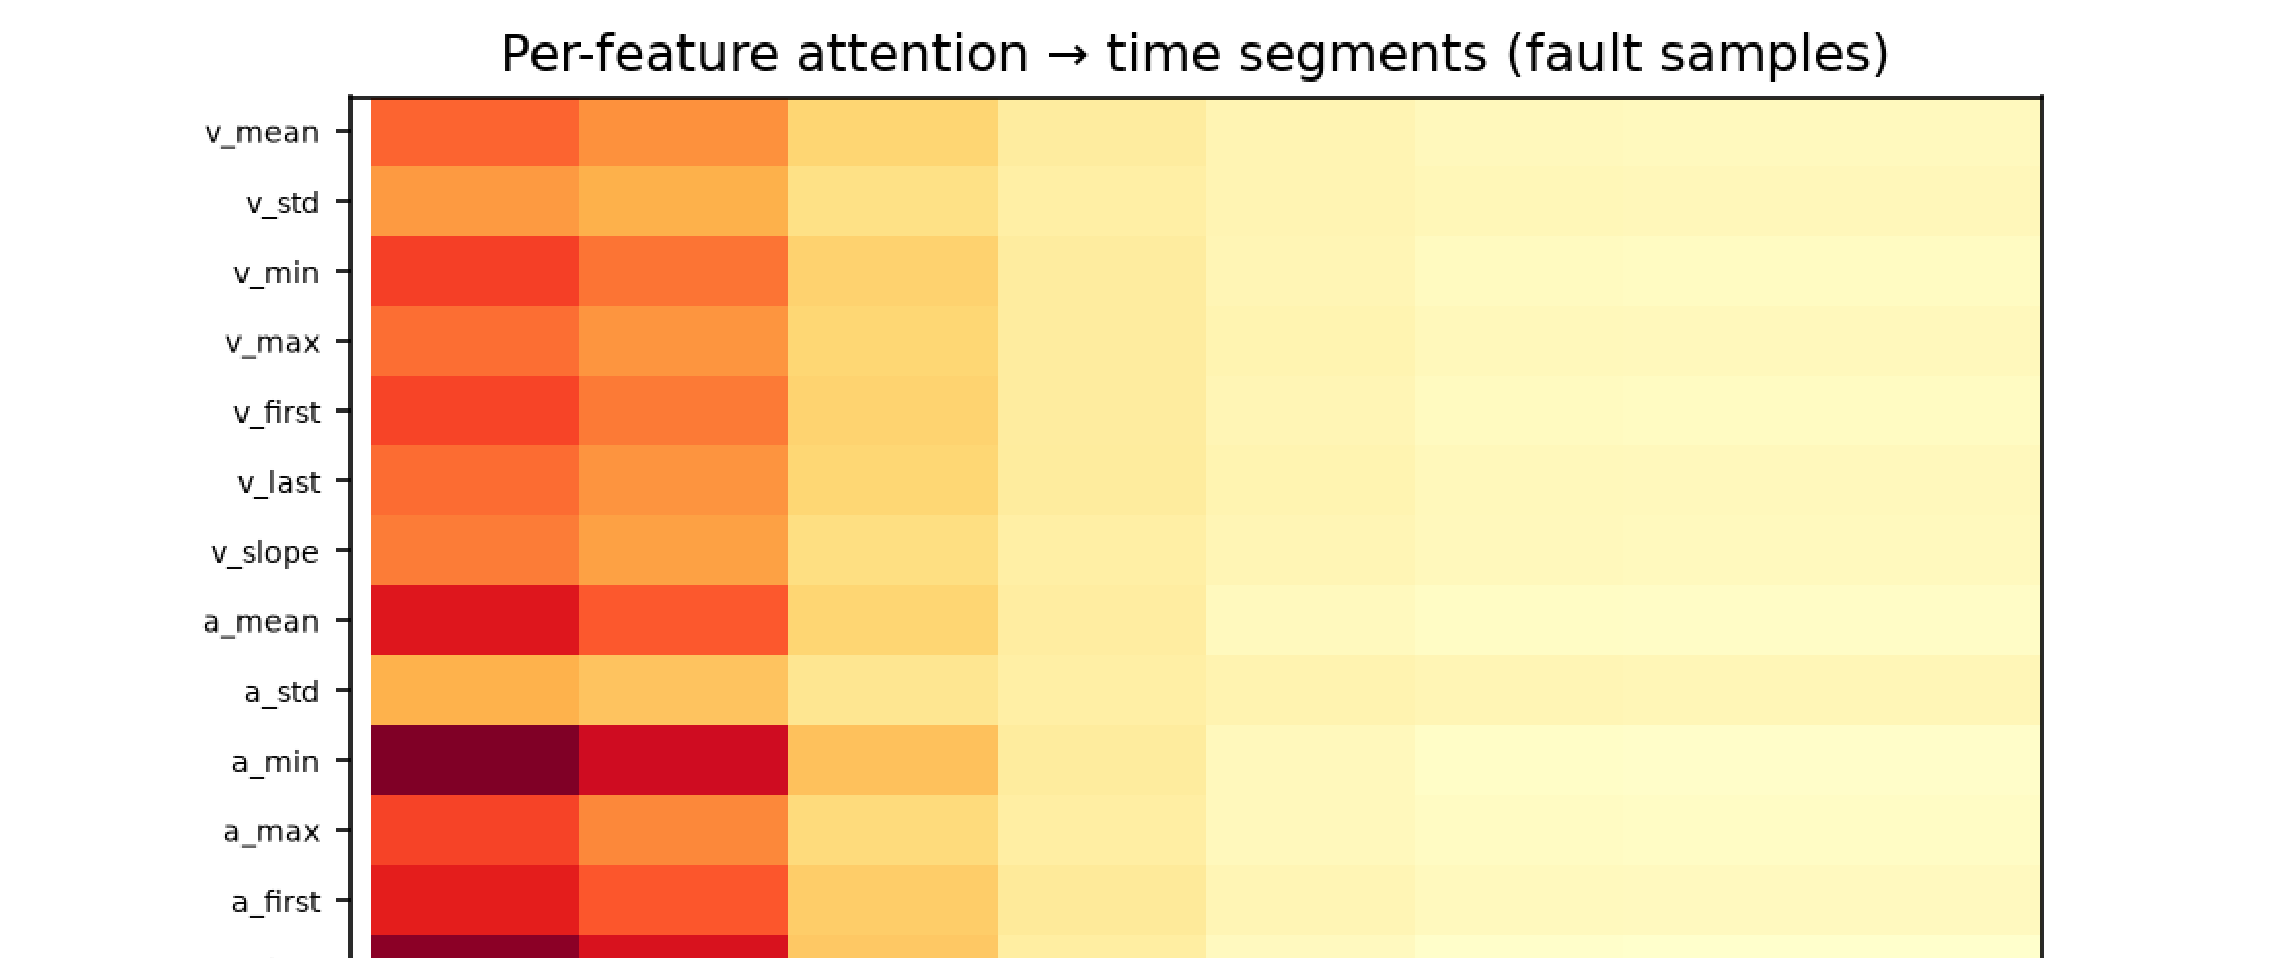 Per-feature attention → time segments (fault samples)
v_mean
v_std
v_min
v_max
v_first
v_last
v_slope
a_mean
a_std
a_min
a_max
a_first